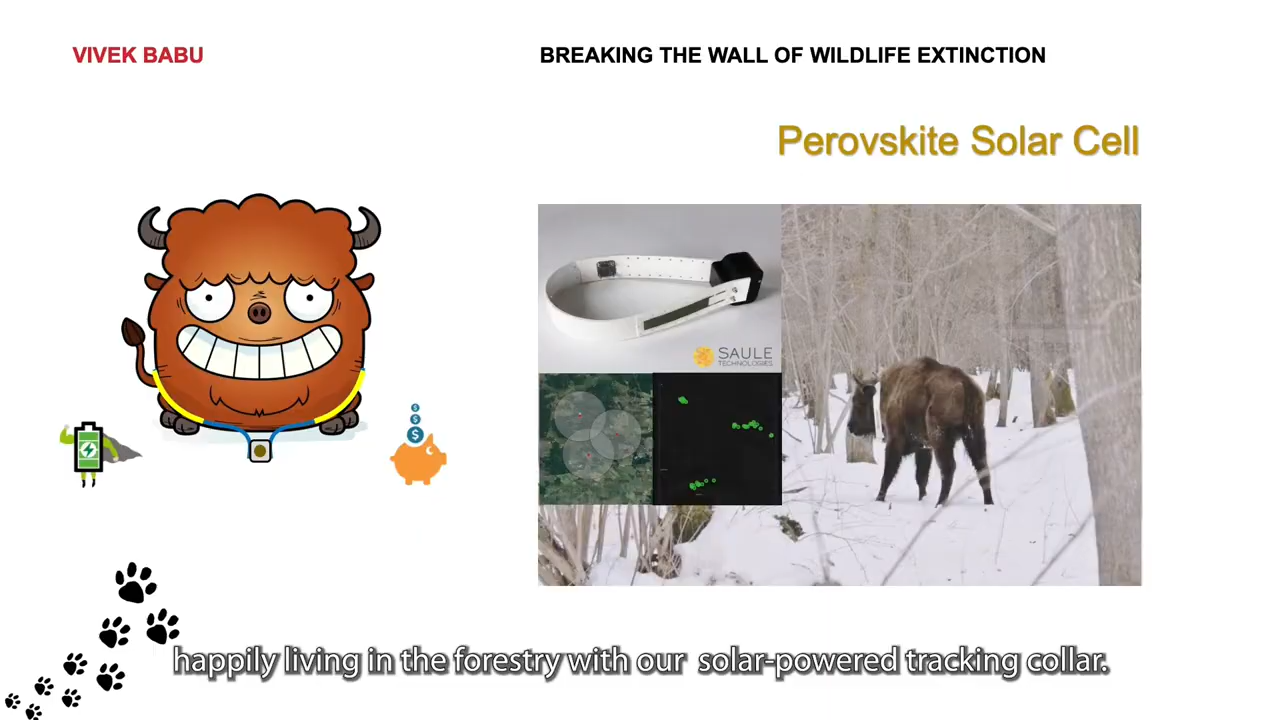 VIVEK BABU
BREAKING THE WALL OF WILDLIFE EXTINCTION
Perovskite Solar Cell
SAULE
TECHNOLOGIES
$
$
$
happily living in the forestry with our solar-powered tracking collar.